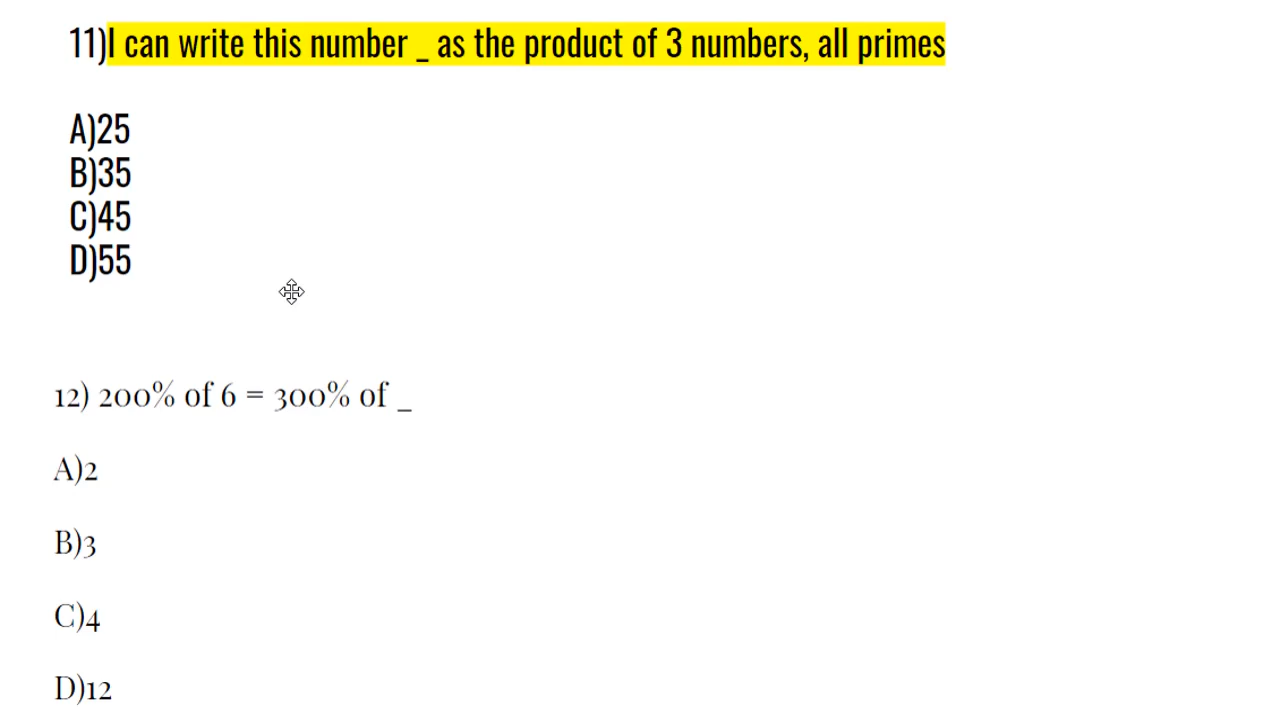 11)I can write this number _ as the product of 3 numbers, all primes
A)25
B)35
C)45
D)55
12) 200% of 6 = 300% of _
A)2
B)3
C)4
D)12